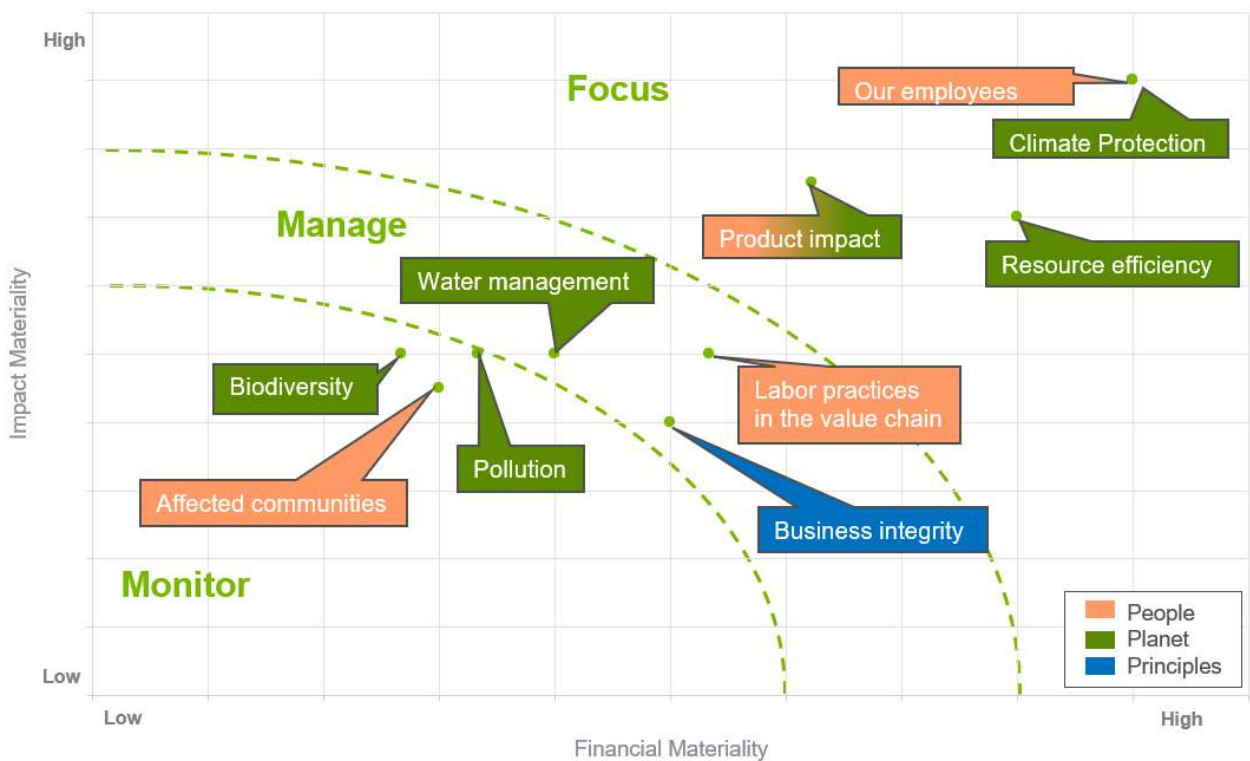 High
Focus
Our employees
Climate Protection
Manage
Product impact
Water management
Resource efficiency
Impact Materiality
Biodiversity
Labor practices
in the value chain
Pollution
Affected communities
Business integrity
Monitor
People
Planet
Principles
Low
Low
High
Financial Materiality